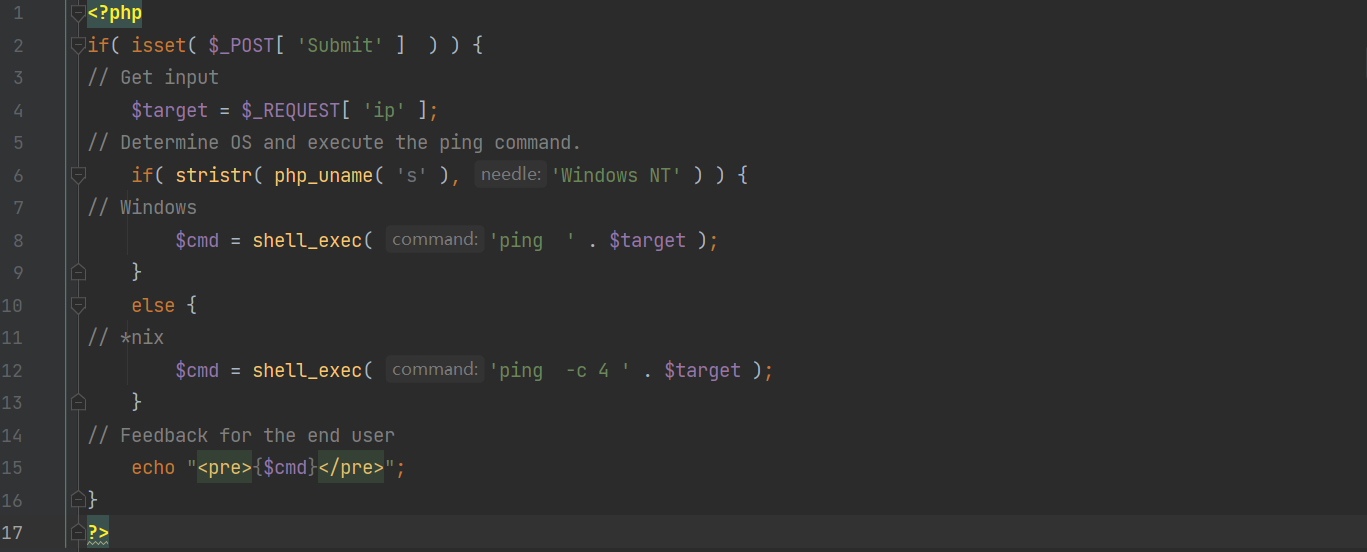 1 <?php
2 if( isset( $_POST[ 'Submit' ]  ) ) {
3 // Get input
4     $target = $_REQUEST[ 'ip' ];
5 // Determine OS and execute the ping command.
6     if( stristr( php_uname( 's' ), needle: 'Windows NT' ) ) {
7 // Windows
8         $cmd = shell_exec( command: 'ping  ' . $target );
9     }
10     else {
11 // *nix
12         $cmd = shell_exec( command: 'ping  -c 4 ' . $target );
13     }
14 // Feedback for the end user
15     echo "<pre>{$cmd}</pre>";
16 }
17 ?>